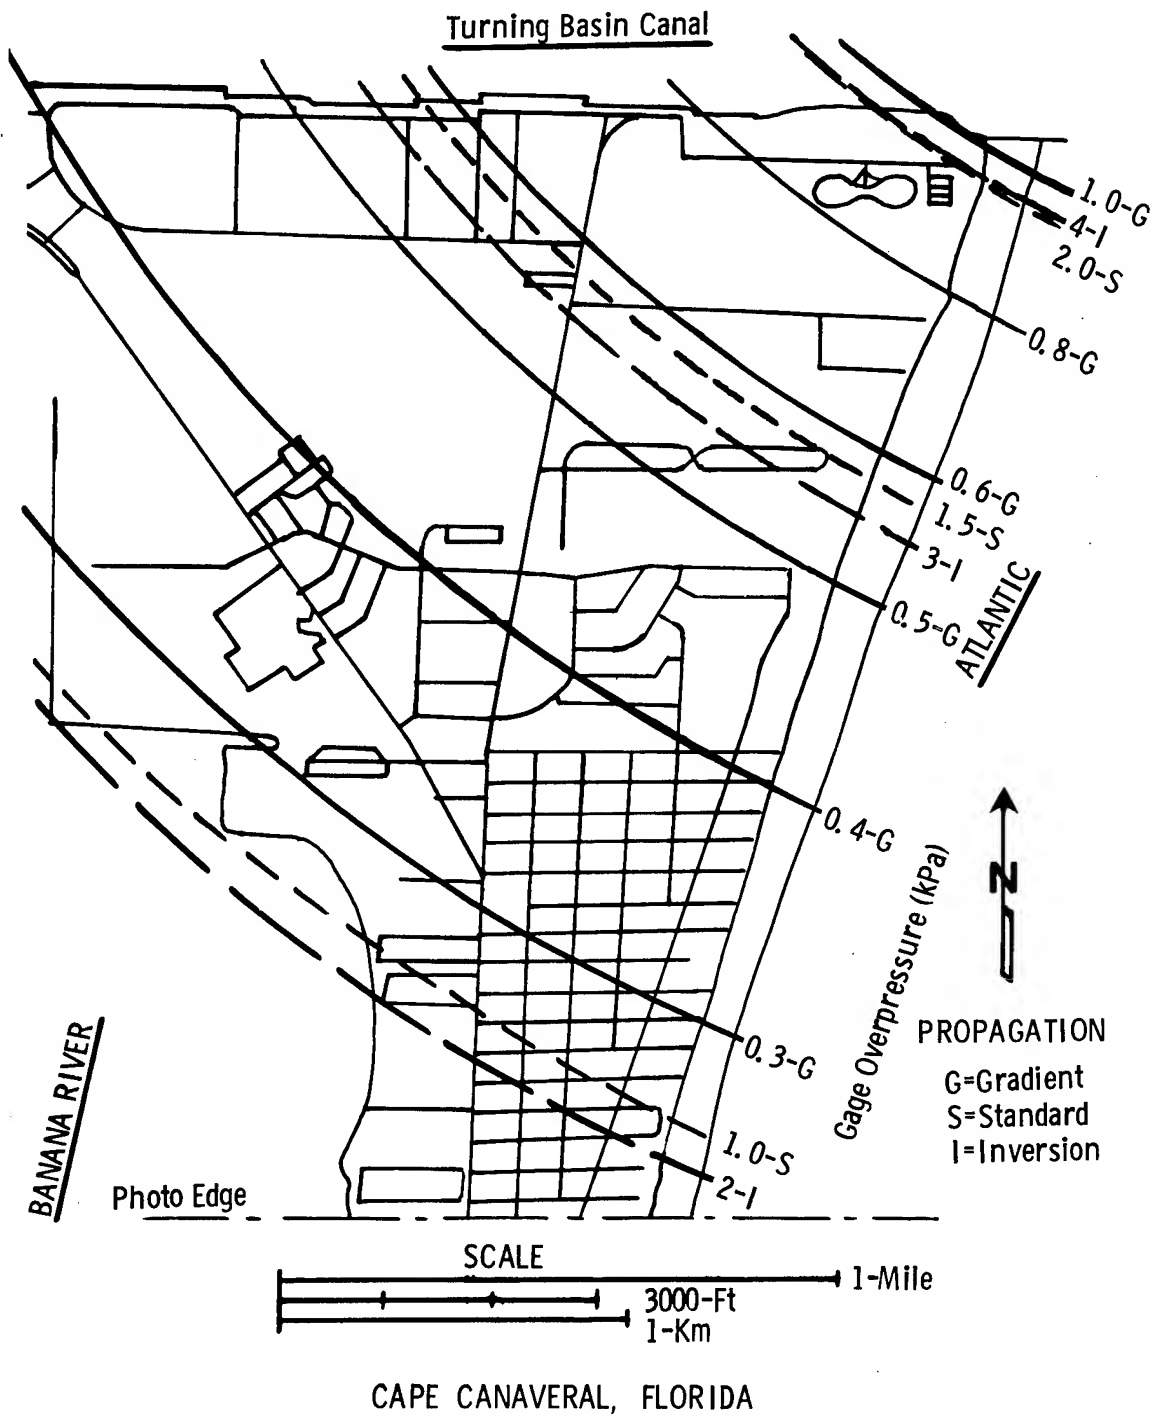 Turning Basin Canal
1.0-G
4-I
2.0-S
0.8-G
0.6-G
1.5-S
3-I
0.5-G
ATLANTIC
0.4-G
N
Gage Overpressure (kPa)
0.3-G
PROPAGATION
G=Gradient
S=Standard
I=Inversion
1.0-S
2-I
BANANA RIVER
Photo Edge
SCALE
1-Mile
3000-Ft
1-Km
CAPE CANAVERAL, FLORIDA